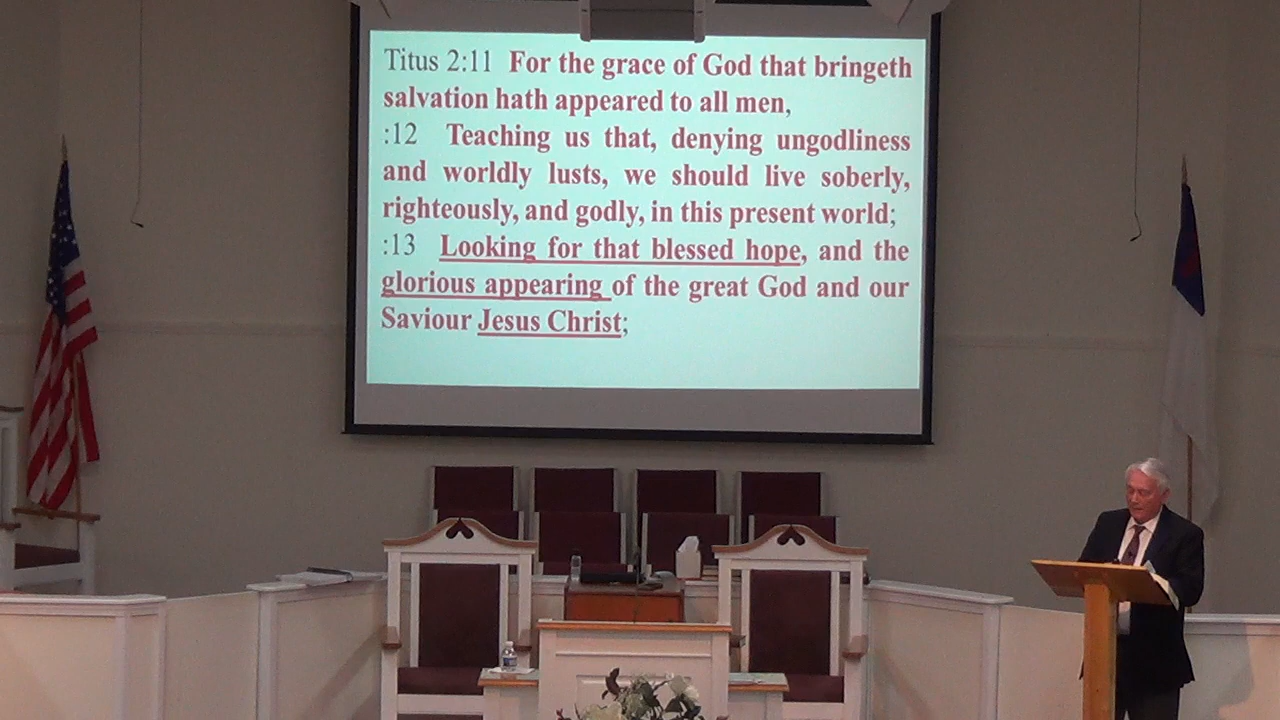 Titus 2:11 For the grace of God that bringeth
salvation hath appeared to all men,
:12 Teaching us that, denying ungodliness
and worldly lusts, we should live soberly,
righteously, and godly, in this present world;
:13 Looking for that blessed hope, and the
glorious appearing of the great God and our
Saviour Jesus Christ;